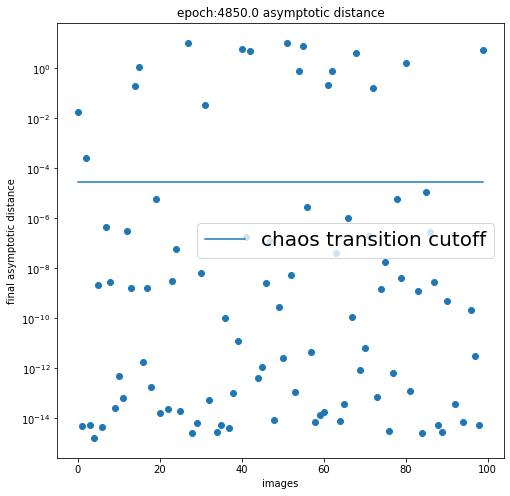 epoch:4850.0 asymptotic distance
final asymptotic distance
10^0
10^-2
10^-4
10^-6
10^-8
10^-10
10^-12
10^-14
chaos transition cutoff
0 20 40 60 80 100
images